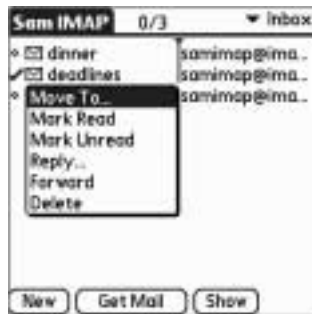 Sam IMAP 0/3 Inbox
dinner samimap@ima..
deadlines samimap@ima..
samimap@ima..
Move To...
Mark Read
Mark Unread
Reply...
Forward
Delete
New Get Mail Show